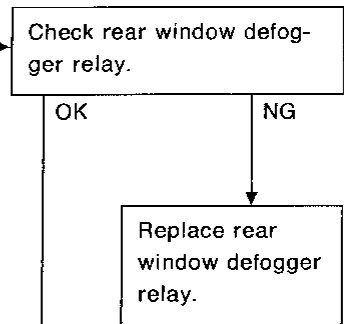 Check rear window defog-
ger relay.
OK
NG
Replace rear
window defogger
relay.